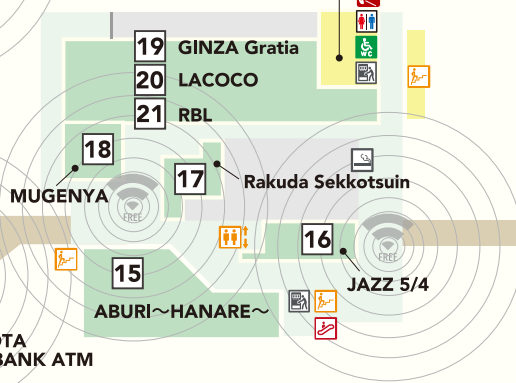 19 GINZA Gratia
20 LACOCO
WC
21 RBL
18
17
MUGENYA
Rakuda Sekkotsuin
FREE
16
FREE
15
JAZZ 5/4
ABURI〜HANARE〜
BANK ATM